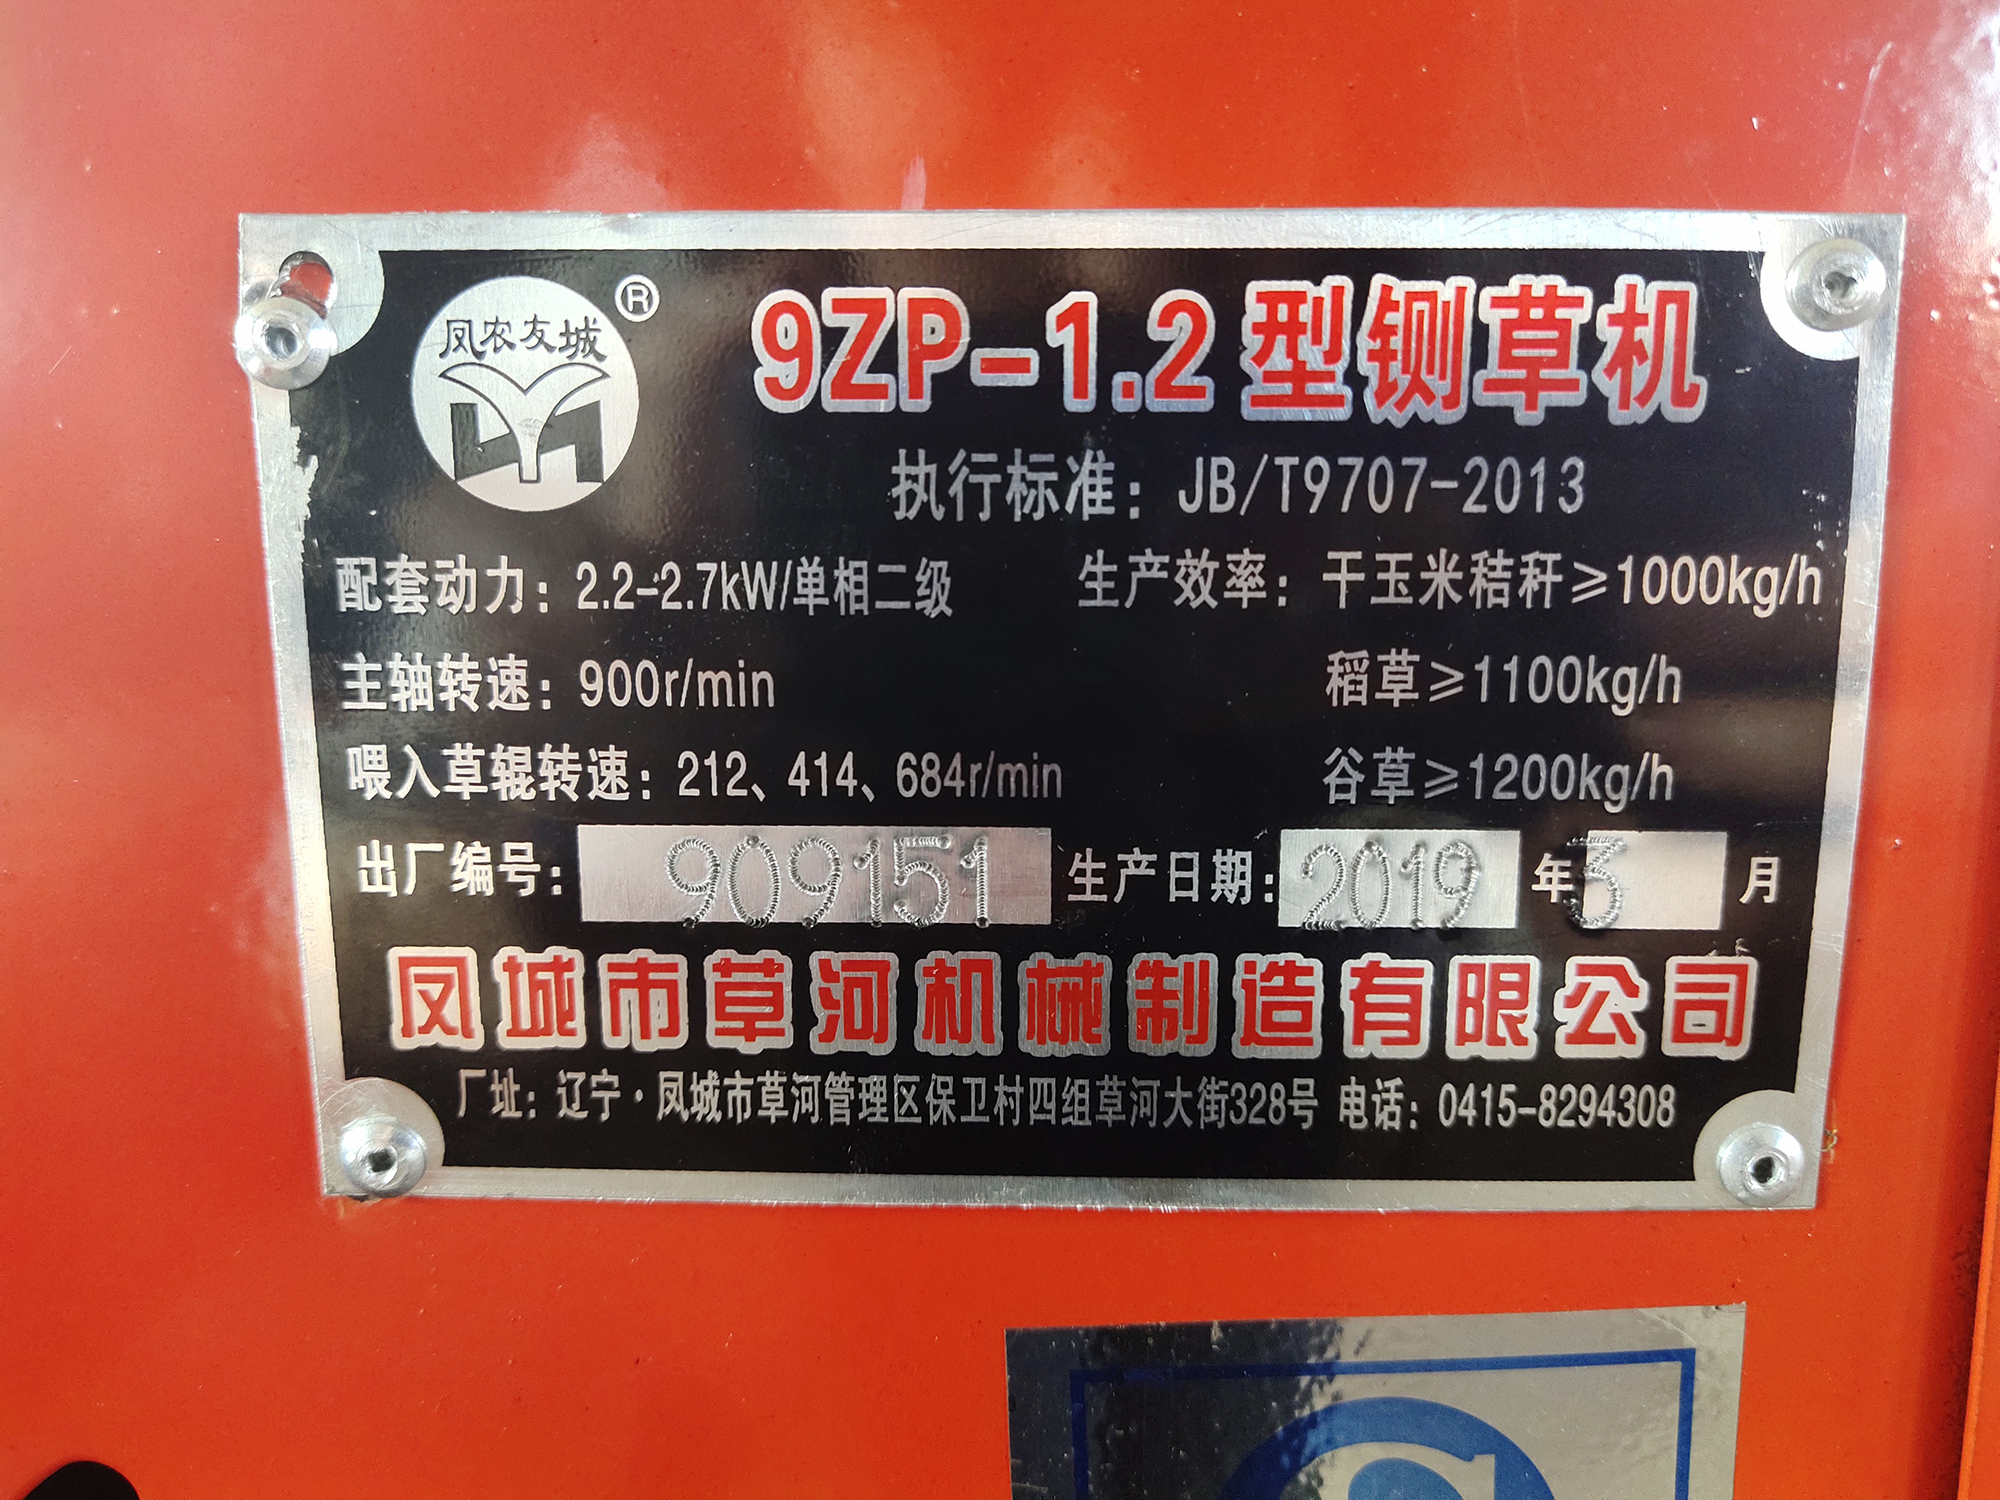 凤农友城
®
9ZP-1.2型铡草机
执行标准：JB/T9707-2013
配套动力：2.2-2.7kW/单相二级 生产效率：干玉米秸秆≥1000kg/h
主轴转速：900r/min 稻草≥1100kg/h
喂入草辊转速：212、414、684r/min 谷草≥1200kg/h
出厂编号：909151 生产日期：2019年3月
凤城市草河机械制造有限公司
厂址：辽宁·凤城市草河管理区保卫村四组草河大街328号 电话：0415-8294308